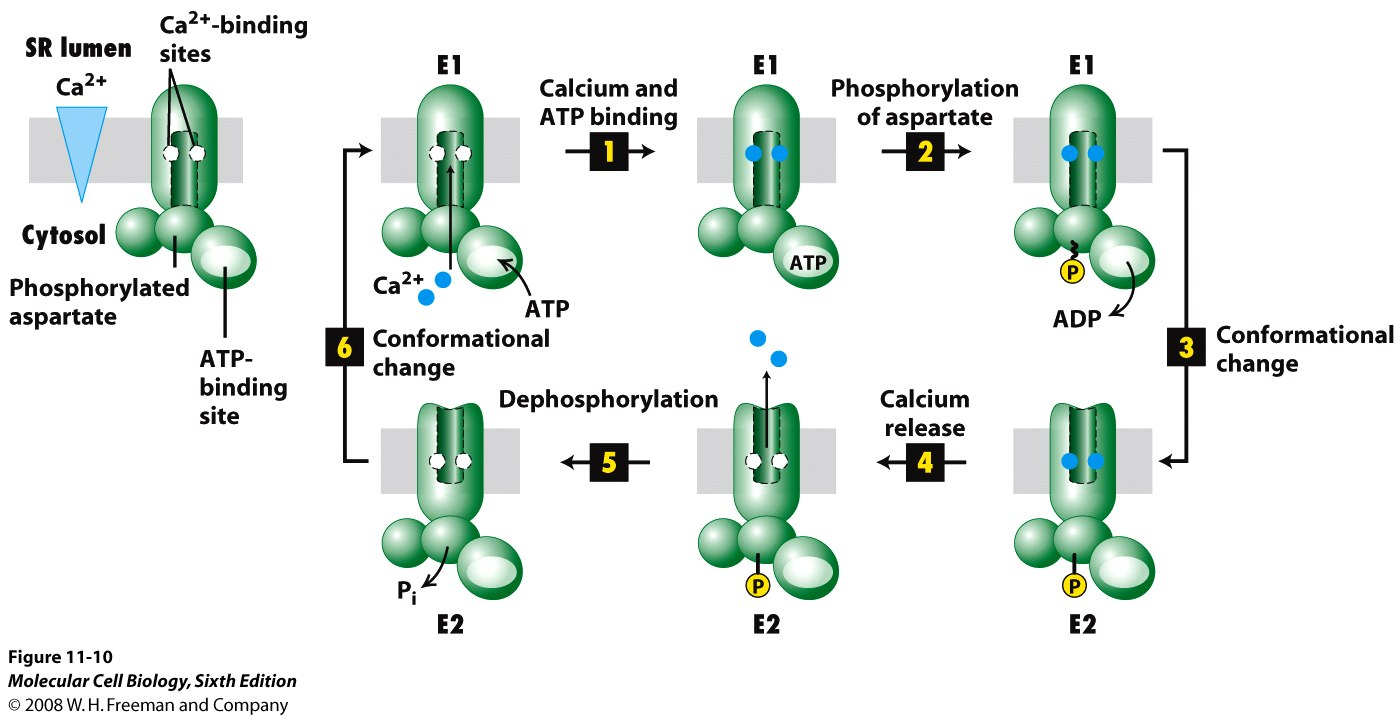 Ca2+-binding
sites
SR lumen
Ca2+
Cytosol
Phosphorylated
aspartate
ATP-
binding
site
E1
Calcium and
ATP binding
1
E1
Phosphorylation
of aspartate
2
E1
Ca2+
ATP
ATP
P
ADP
3
Conformational
change
6
Conformational
change
Dephosphorylation
5
Calcium
release
4
Pi
P
P
E2
E2
E2
Figure 11-10
Molecular Cell Biology, Sixth Edition
© 2008 W. H. Freeman and Company